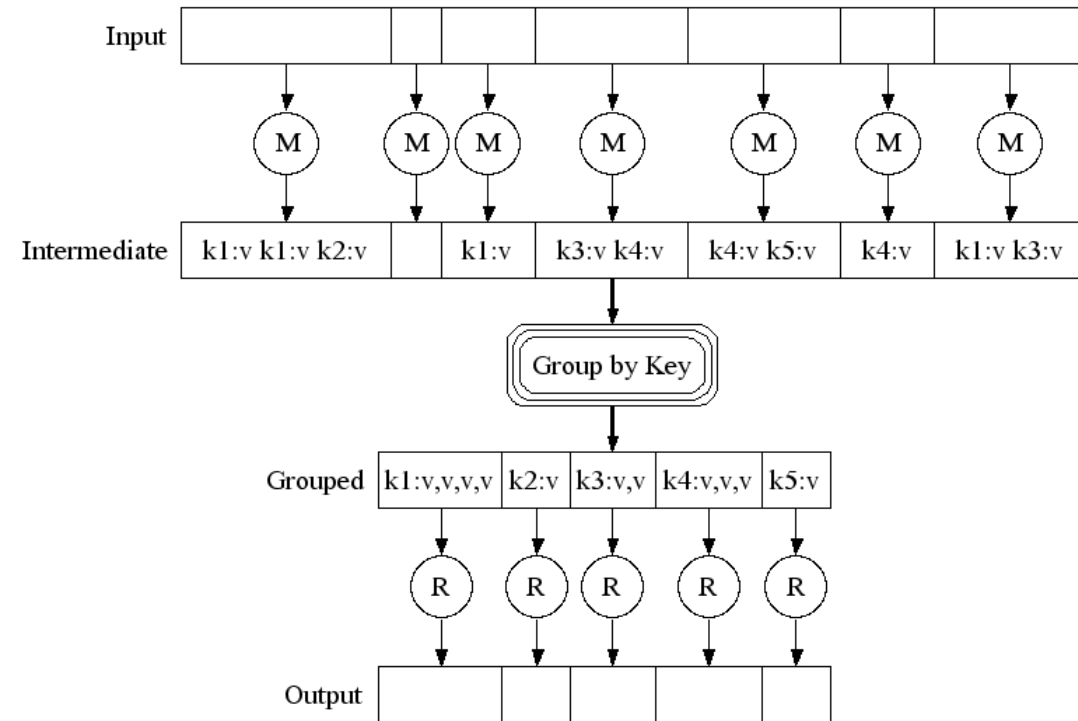 Input
M M M M M M M
Intermediate k1:v k1:v k2:v k1:v k3:v k4:v k4:v k5:v k4:v k1:v k3:v
Group by Key
Grouped k1:v,v,v,v k2:v k3:v,v k4:v,v,v k5:v
R R R R R
Output